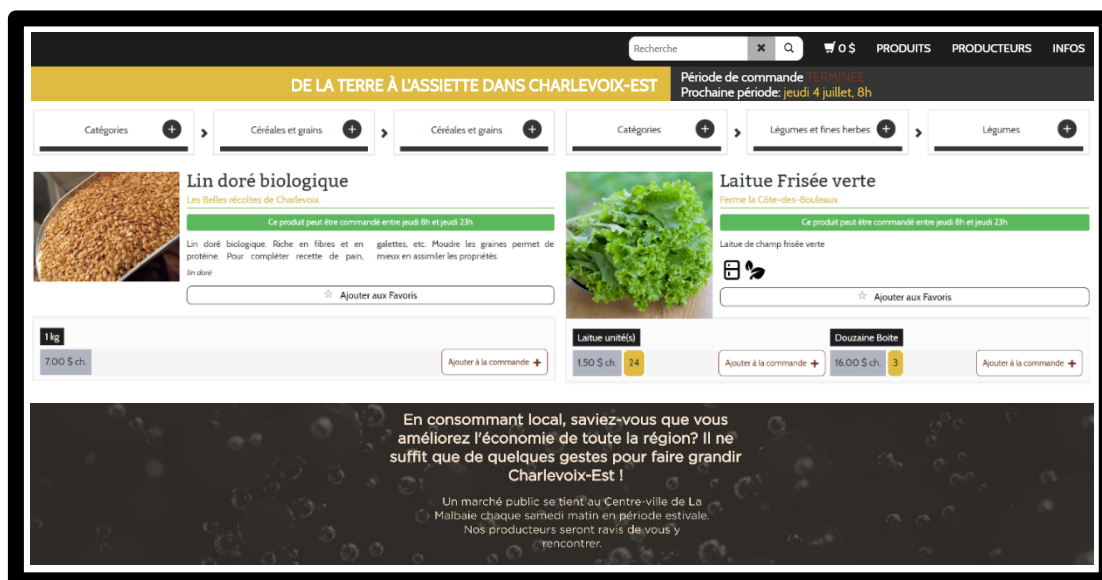 Recherche
0 $ PRODUITS PRODUCTEURS INFOS
DE LA TERRE À L'ASSIETTE DANS CHARLEVOIX-EST
Période de commande TERMINÉE
Prochaine période: jeudi 4 juillet, 8h
Catégories
Céréales et grains
Céréales et grains
Lin doré biologique
Les Belles récoltes de Charlevoix
Ce produit peut être commandé entre jeudi 8h et jeudi 23h
Lin doré biologique. Riche en fibres et en
protéine. Pour complèter recette de pain,
galettes, etc. Moudre les graines permet de
mieux en assimiler les propriétés.
lin doré
☆ Ajouter aux Favoris
1 kg
7.00 $ ch.
Ajouter à la commande +
Catégories
Légumes et fines herbes
Légumes
Laitue Frisée verte
Ferme la Côte-des-Bouleaux
Ce produit peut être commandé entre jeudi 8h et jeudi 23h
Laitue de champ frisée verte
☆ Ajouter aux Favoris
Laitue unité(s)
1.50 $ ch. 24
Ajouter à la commande +
Douzaine Boite
16.00 $ ch. 3
Ajouter à la commande +
En consommant local, saviez-vous que vous
améliorez l'économie de toute la région? Il ne
suffit que de quelques gestes pour faire grandir
Charlevoix-Est !
Un marché public se tient au Centre-ville de La
Malbaie chaque samedi matin en période estivale.
Nos producteurs seront ravis de vous y
rencontrer.